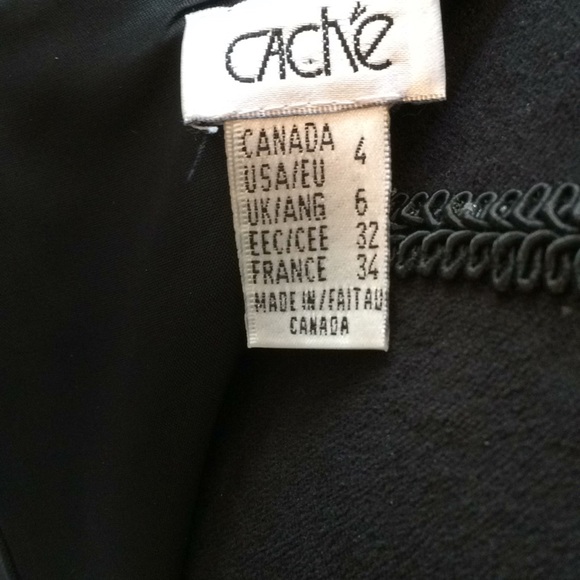 Caché
CANADA 4
USA/EU
UK/ANG 6
EEC/CEE 32
FRANCE 34
MADE IN/FAIT AU
CANADA